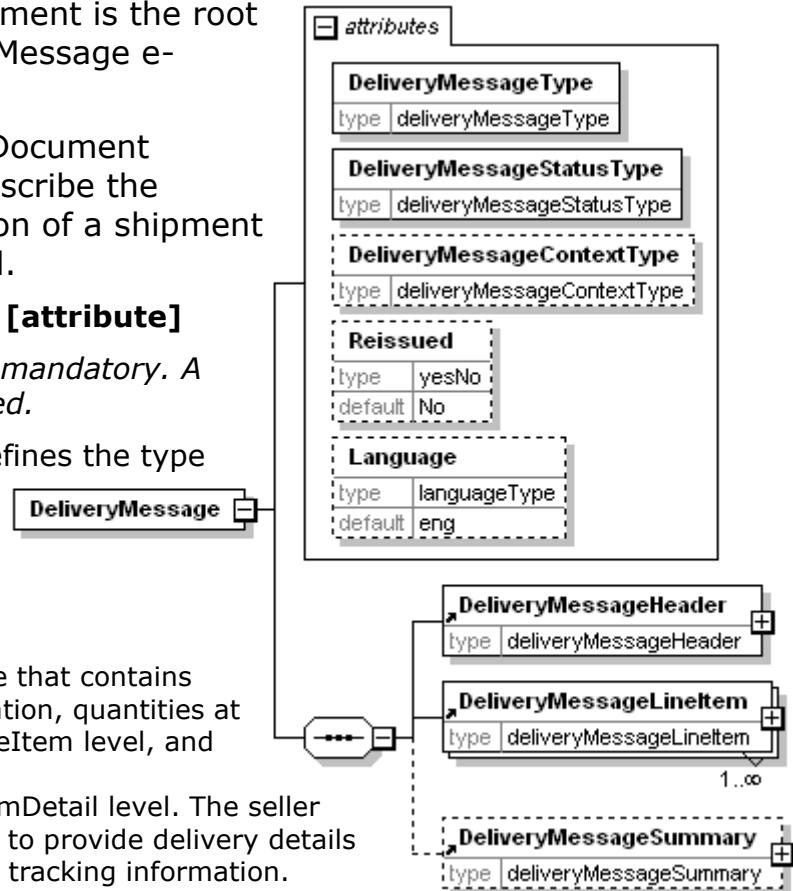 ment is the root
Message e-
Document
scribe the
on of a shipment
[attribute]
mandatory. A
ed.
efines the type
e that contains
ation, quantities at
eItem level, and
mDetail level. The seller
to provide delivery details
tracking information.
DeliveryMessage
attributes
DeliveryMessageType
type deliveryMessageType
DeliveryMessageStatusType
type deliveryMessageStatusType
DeliveryMessageContextType
type deliveryMessageContextType
Reissued
type yesNo
default No
Language
type languageType
default eng
DeliveryMessageHeader
type deliveryMessageHeader
DeliveryMessageLineItem
type deliveryMessageLineItem
1..∞
DeliveryMessageSummary
type deliveryMessageSummary